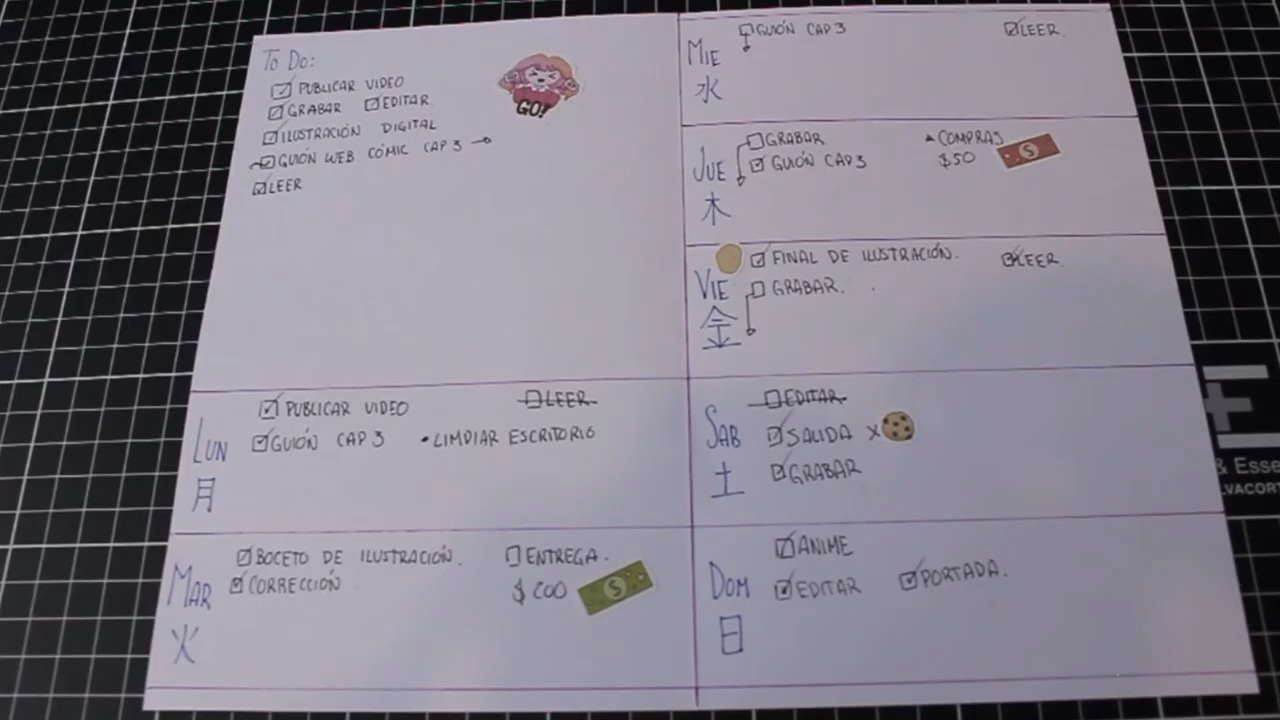 To Do:
PUBLICAR VIDEO
GRABAR EDITAR
ILUSTRACIÓN DIGITAL
GUIÓN WEB CÓMIC CAP 3
LEER
GO!
LUN
月
PUBLICAR VIDEO LEER
GUIÓN CAP 3 • LIMPIAR ESCRITORIO
MAR
火
BOCETO DE ILUSTRACIÓN. ENTREGA.
CORRECCIÓN $200
$
MIE
水
GUIÓN CAP 3 LEER.
JUE
木
GRABAR COMPRAS
GUIÓN CAP3 $50
$
VIE
金
FINAL DE ILUSTRACIÓN. LEER.
GRABAR.
SAB
土
EDITAR
SALIDA X
GRABAR
DOM
日
ANIME
EDITAR PORTADA.
& Esse